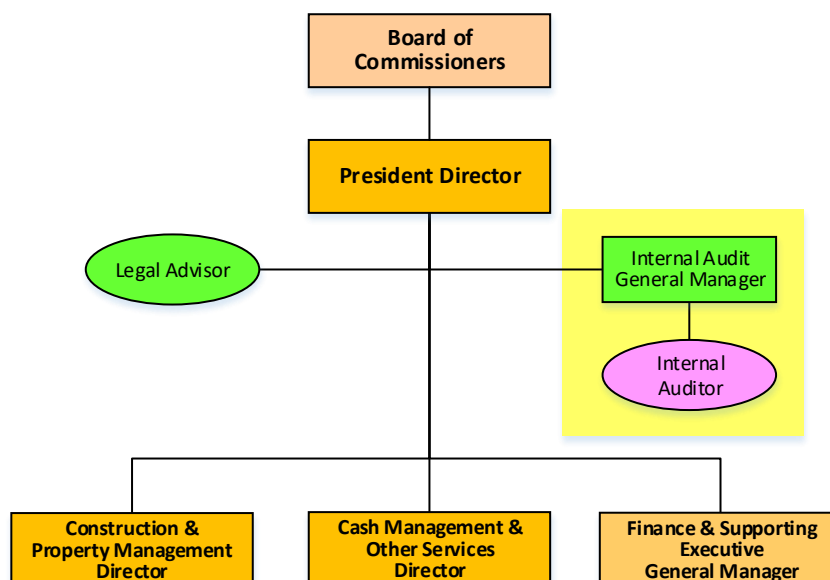 Board of
Commissioners
President Director
Legal Advisor
Internal Audit
General Manager
Internal
Auditor
Construction &
Property Management
Director
Cash Management &
Other Services
Director
Finance & Supporting
Executive
General Manager